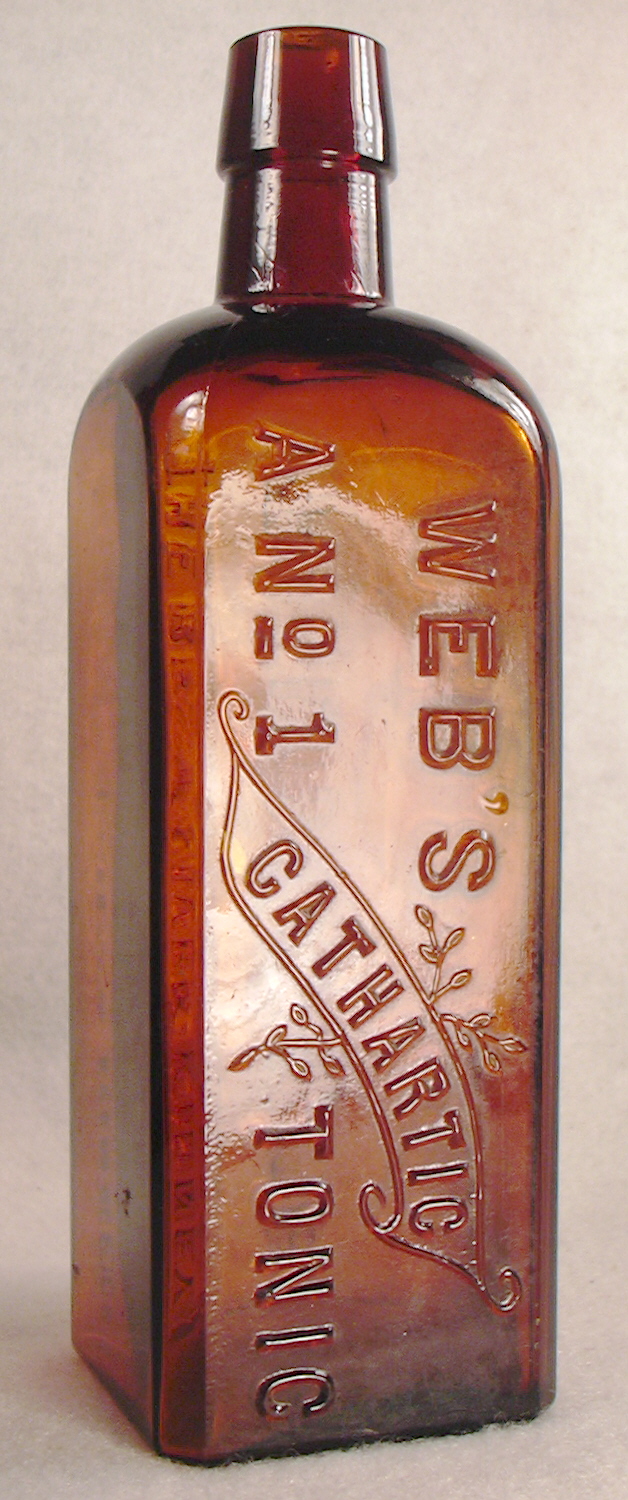 WEB'S
A No 1
CATHARTIC
TONIC